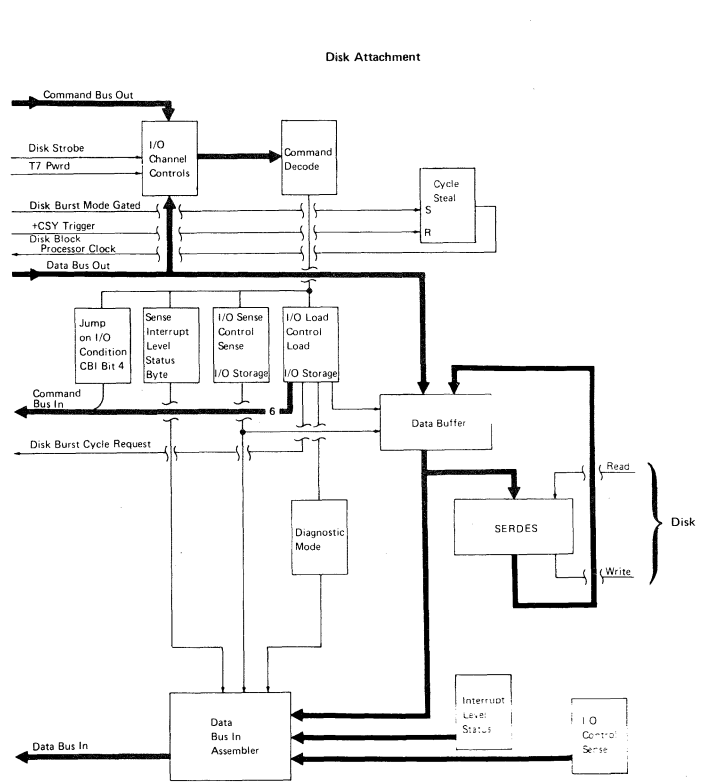 Disk Attachment
Command Bus Out
Disk Strobe
T7 Pwrd
I/O
Channel
Controls
Command
Decode
Cycle
Steal
S
R
Disk Burst Mode Gated
+CSY Trigger
Disk Block
Processor Clock
Data Bus Out
Jump
on I/O
Condition
CBI Bit 4
Sense
Interrupt
Level
Status
Byte
I/O Sense
Control
Sense
I/O Storage
I/O Load
Control
Load
I/O Storage
Command
Bus In
6
Data Buffer
Disk Burst Cycle Request
Read
SERDES
Disk
Write
Diagnostic
Mode
Data
Bus In
Assembler
Interrupt
Level
Status
I O
Control
Sense
Data Bus In